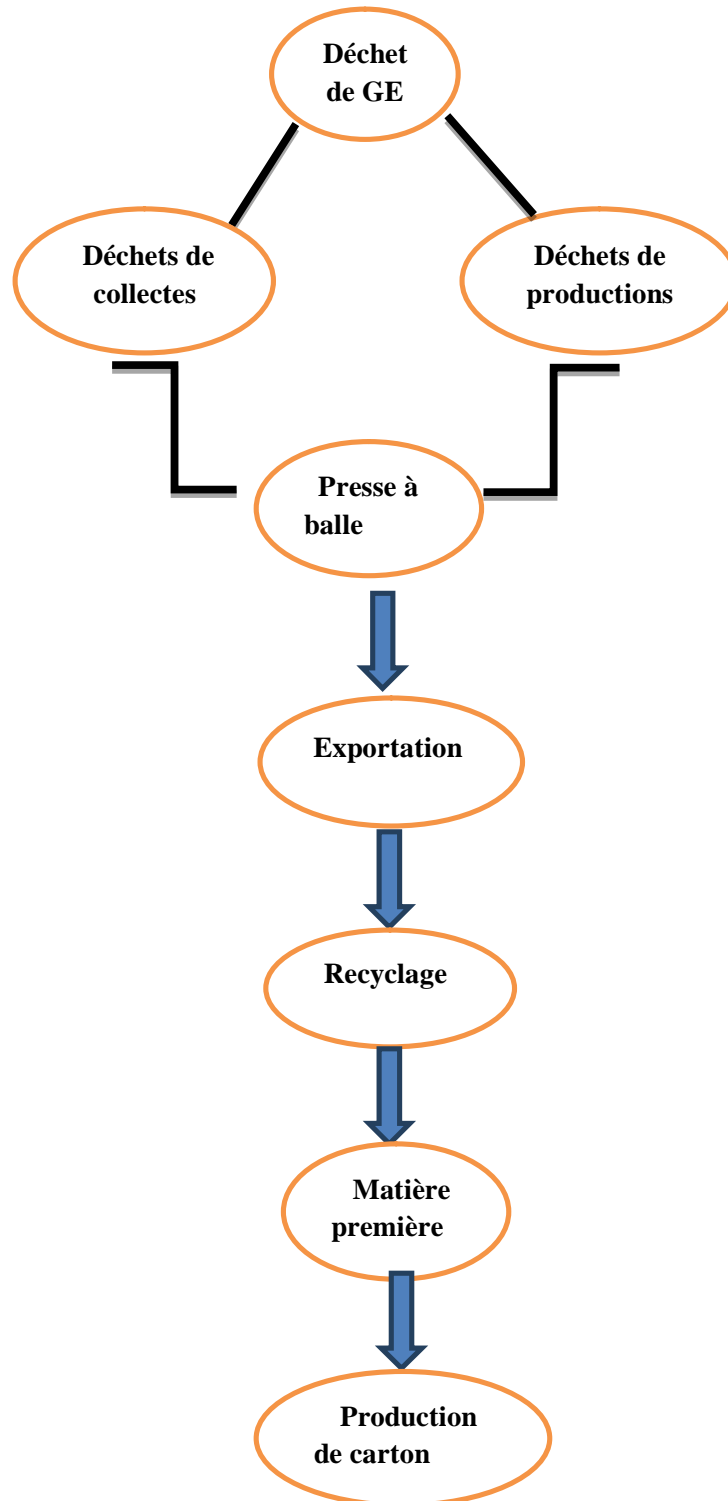 Déchet
de GE
Déchets de
collectes
Déchets de
productions
Presse à
balle
Exportation
Recyclage
Matière
première
Production
de carton